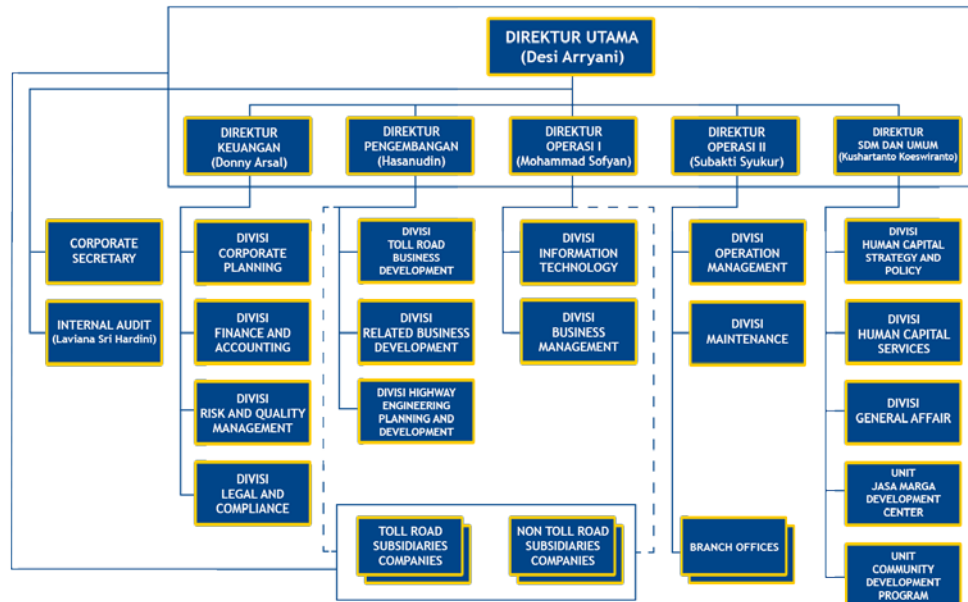 DIREKTUR UTAMA
(Desi Arryani)
DIREKTUR
KEUANGAN
(Donny Arsal)
DIREKTUR
PENGEMBANGAN
(Hasanudin)
DIREKTUR
OPERASI I
(Mohammad Sofyan)
DIREKTUR
OPERASI II
(Subakti Syukur)
DIREKTUR
SDM DAN UMUM
(Kushartanto Koeswiranto)
CORPORATE
SECRETARY
INTERNAL AUDIT
(Laviana Sri Hardini)
DIVISI
CORPORATE
PLANNING
DIVISI
FINANCE AND
ACCOUNTING
DIVISI
RISK AND QUALITY
MANAGEMENT
DIVISI
LEGAL AND
COMPLIANCE
DIVISI
TOLL ROAD
BUSINESS
DEVELOPMENT
DIVISI
RELATED BUSINESS
DEVELOPMENT
DIVISI HIGHWAY
ENGINEERING
PLANNING AND
DEVELOPMENT
DIVISI
INFORMATION
TECHNOLOGY
DIVISI
BUSINESS
MANAGEMENT
DIVISI
OPERATION
MANAGEMENT
DIVISI
MAINTENANCE
DIVISI
HUMAN CAPITAL
STRATEGY AND
POLICY
DIVISI
HUMAN CAPITAL
SERVICES
DIVISI
GENERAL AFFAIR
UNIT
JASA MARGA
DEVELOPMENT
CENTER
UNIT
COMMUNITY
DEVELOPMENT
PROGRAM
TOLL ROAD
SUBSIDIARIES
COMPANIES
NON TOLL ROAD
SUBSIDIARIES
COMPANIES
BRANCH OFFICES